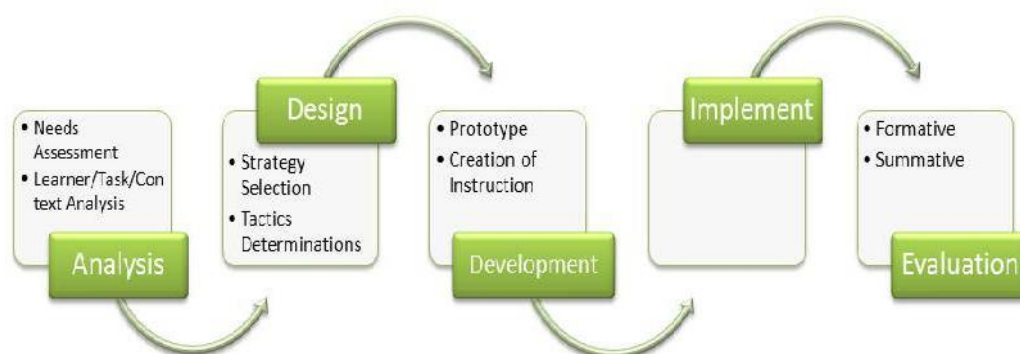 • Needs
Assessment
• Learner/Task/Con
text Analysis
Analysis
Design
• Strategy
Selection
• Tactics
Determinations
• Prototype
• Creation of
Instruction
Development
Implement
• Formative
• Summative
Evaluation